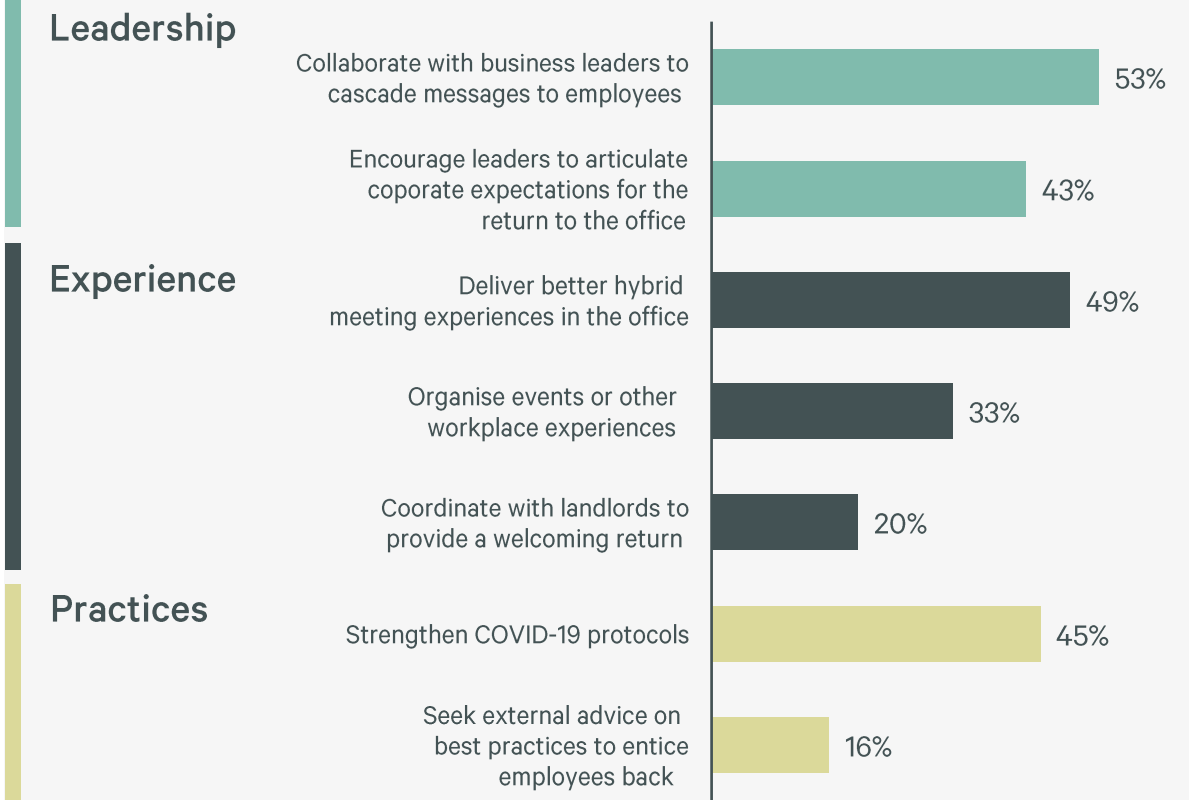 Leadership
Collaborate with business leaders to
cascade messages to employees
53%
Encourage leaders to articulate
coporate expectations for the
return to the office
43%
Experience
Deliver better hybrid
meeting experiences in the office
49%
Organise events or other
workplace experiences
33%
Coordinate with landlords to
provide a welcoming return
20%
Practices
Strengthen COVID-19 protocols
45%
Seek external advice on
best practices to entice
employees back
16%